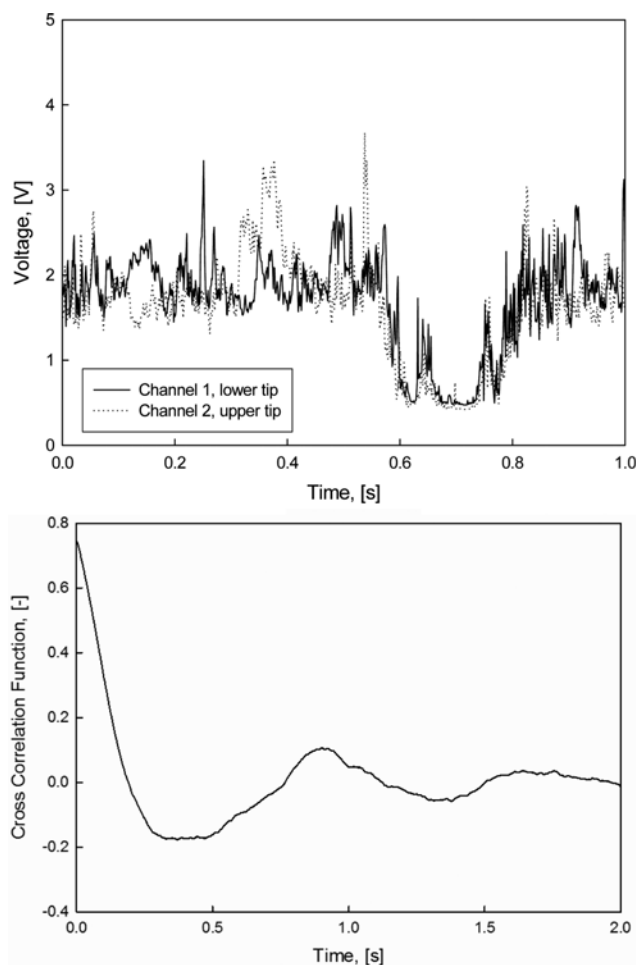 5
4
3
2
1
0
Voltage, [V]
Channel 1, lower tip
Channel 2, upper tip
0.0 0.2 0.4 0.6 0.8 1.0
Time, [s]
0.8
0.6
0.4
0.2
0.0
-0.2
-0.4
Cross Correlation Function, [-]
0.0 0.5 1.0 1.5 2.0
Time, [s]